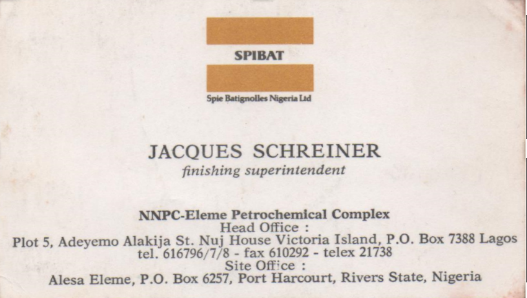 SPIBAT
Spie Batignolles Nigeria Ltd
JACQUES SCHREINER
finishing superintendent
NNPC-Eleme Petrochemical Complex
Head Office :
Plot 5, Adeyemo Alakija St. Nuj House Victoria Island, P.O. Box 7388 Lagos
tel. 616796/7/8 - fax 610292 - telex 21738
Site Office :
Alesa Eleme, P.O. Box 6257, Port Harcourt, Rivers State, Nigeria